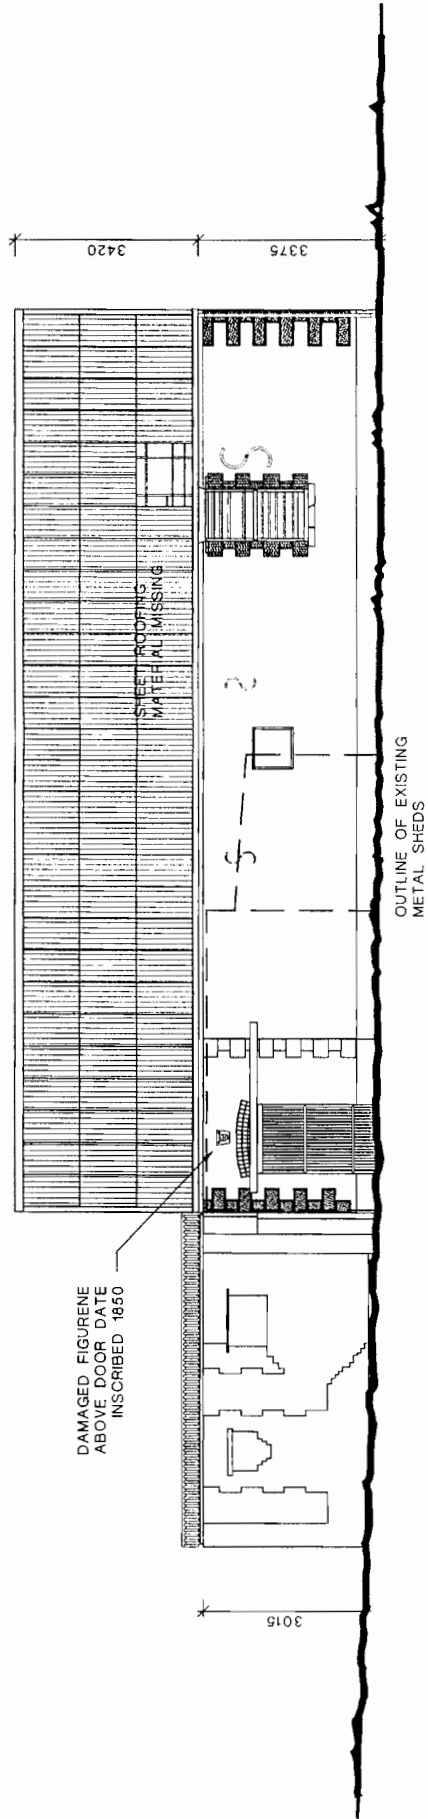 DAMAGED FIGURENE
ABOVE DOOR DATE
INSCRIBED 1850
SHEET ROOFING
MATERIAL MISSING
3420
3375
3015
OUTLINE OF EXISTING
METAL SHEDS